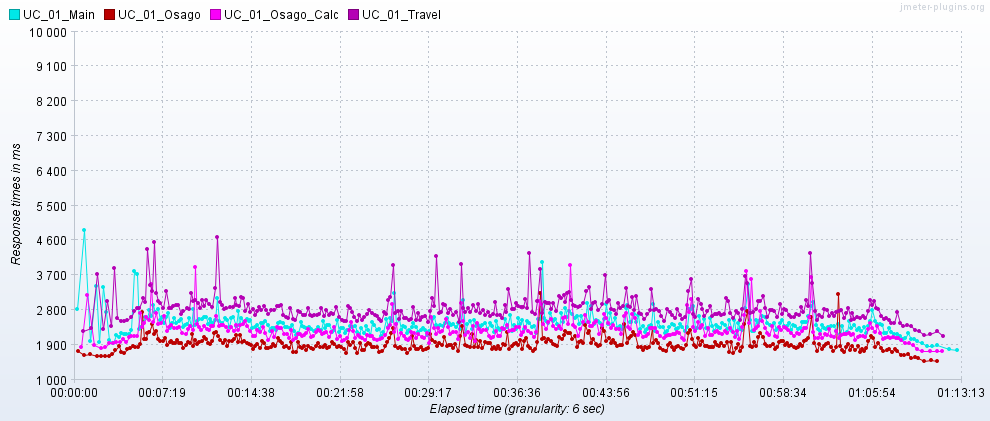 UC_01_Main UC_01_Osago UC_01_Osago_Calc UC_01_Travel
jmeter-plugins.org
10 000
9 100
8 200
7 300
6 400
5 500
4 600
3 700
2 800
1 900
1 000
Response times in ms
00:00:00 00:07:19 00:14:38 00:21:58 00:29:17 00:36:36 00:43:56 00:51:15 00:58:34 01:05:54 01:13:13
Elapsed time (granularity: 6 sec)